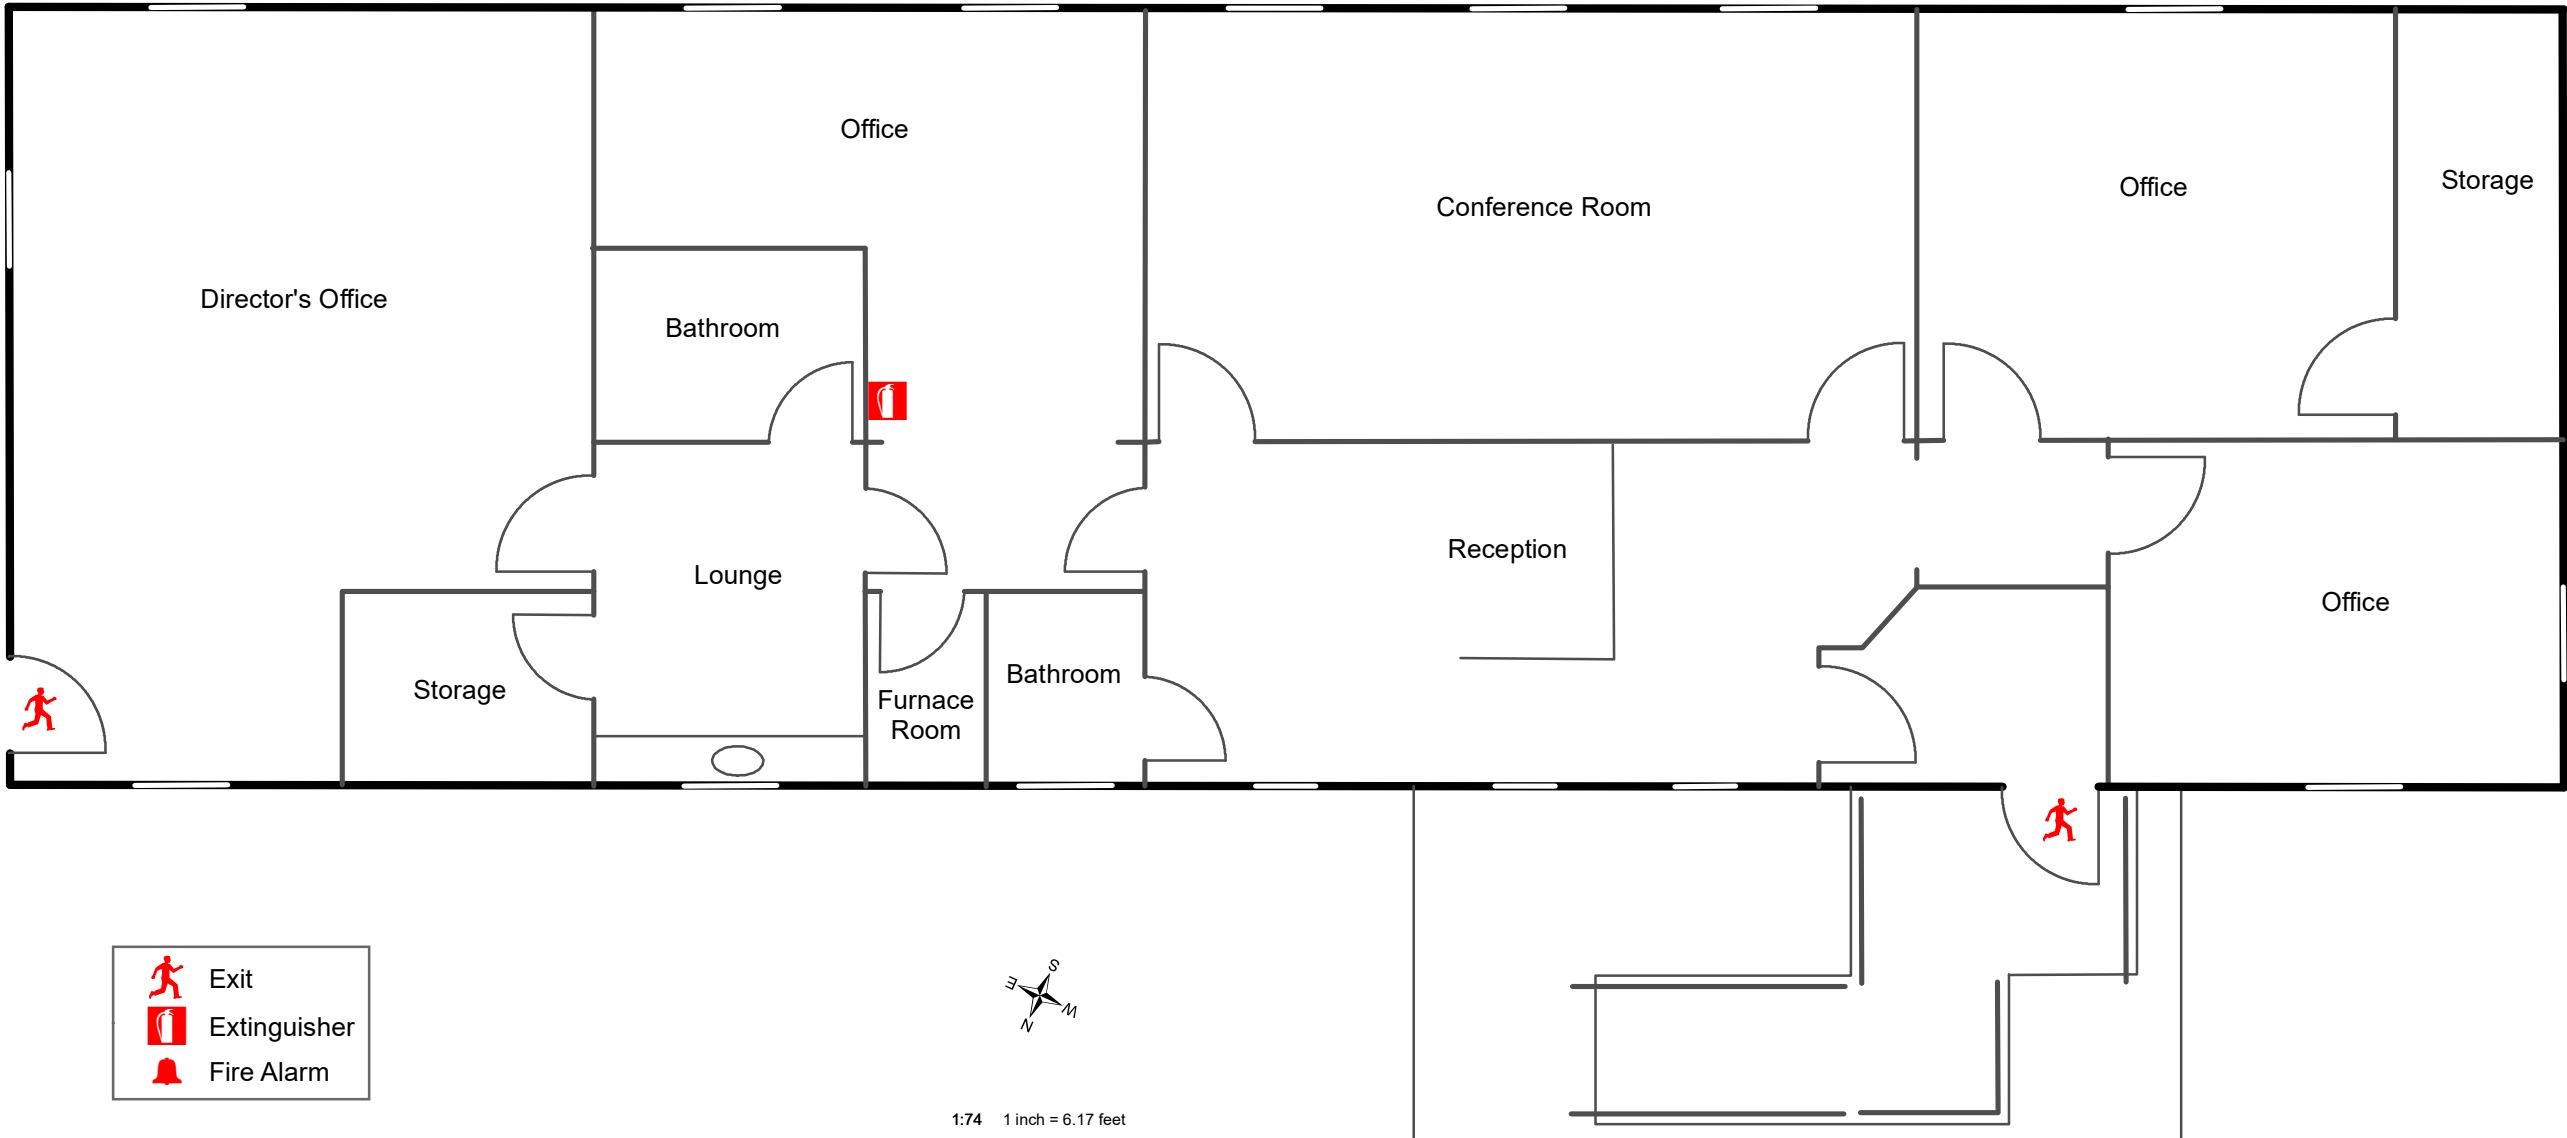 Office
Storage
Office
Conference Room
Director's Office
Bathroom
Reception
Lounge
Office
Bathroom
Storage
Furnace
Room
S
E
W
N
Exit
Extinguisher
Fire Alarm
1:74 1 inch = 6.17 feet